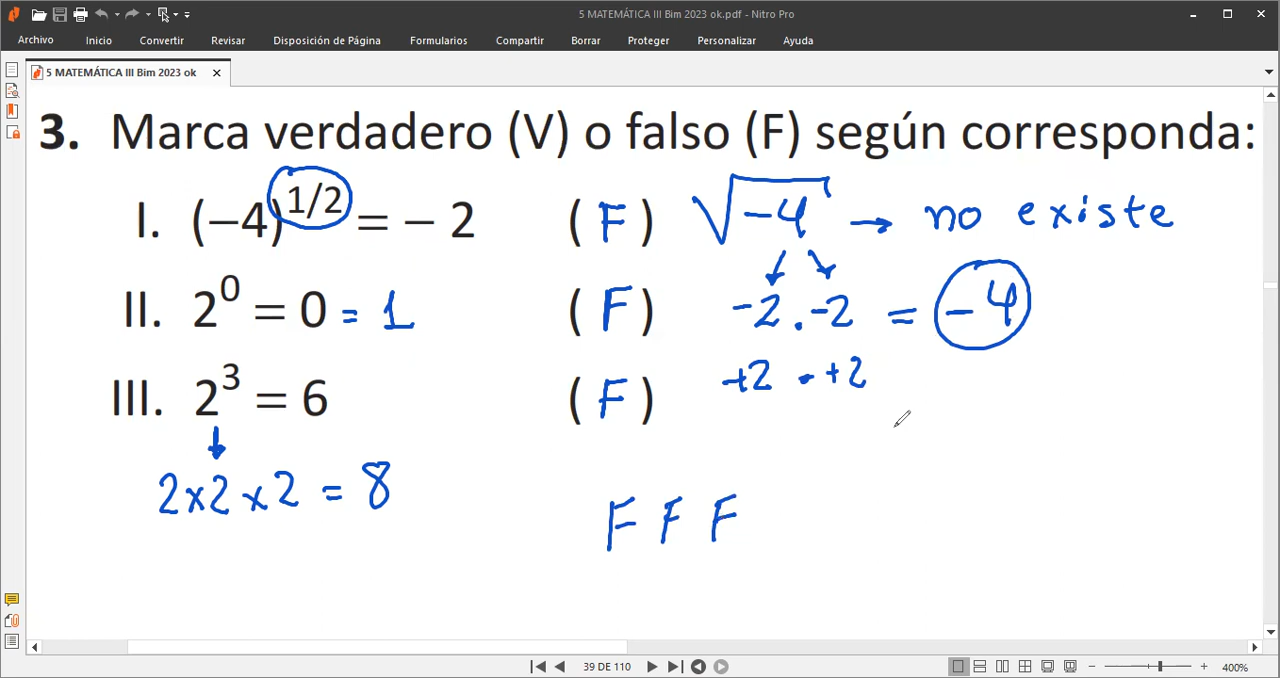 5 MATEMÁTICA III Bim 2023 ok.pdf - Nitro Pro
Archivo Inicio Convertir Revisar Disposición de Página Formularios Compartir Borrar Proteger Personalizar Ayuda
5 MATEMÁTICA III Bim 2023 ok
3. Marca verdadero (V) o falso (F) según corresponda:
I. (−4)^1/2 = − 2 ( F ) √-4 → no existe
II. 2^0 = 0 = 1 ( F ) -2 . -2 = -4
+2 . +2
III. 2^3 = 6 ( F )
2x2x2 = 8
F F F
39 DE 110
400%